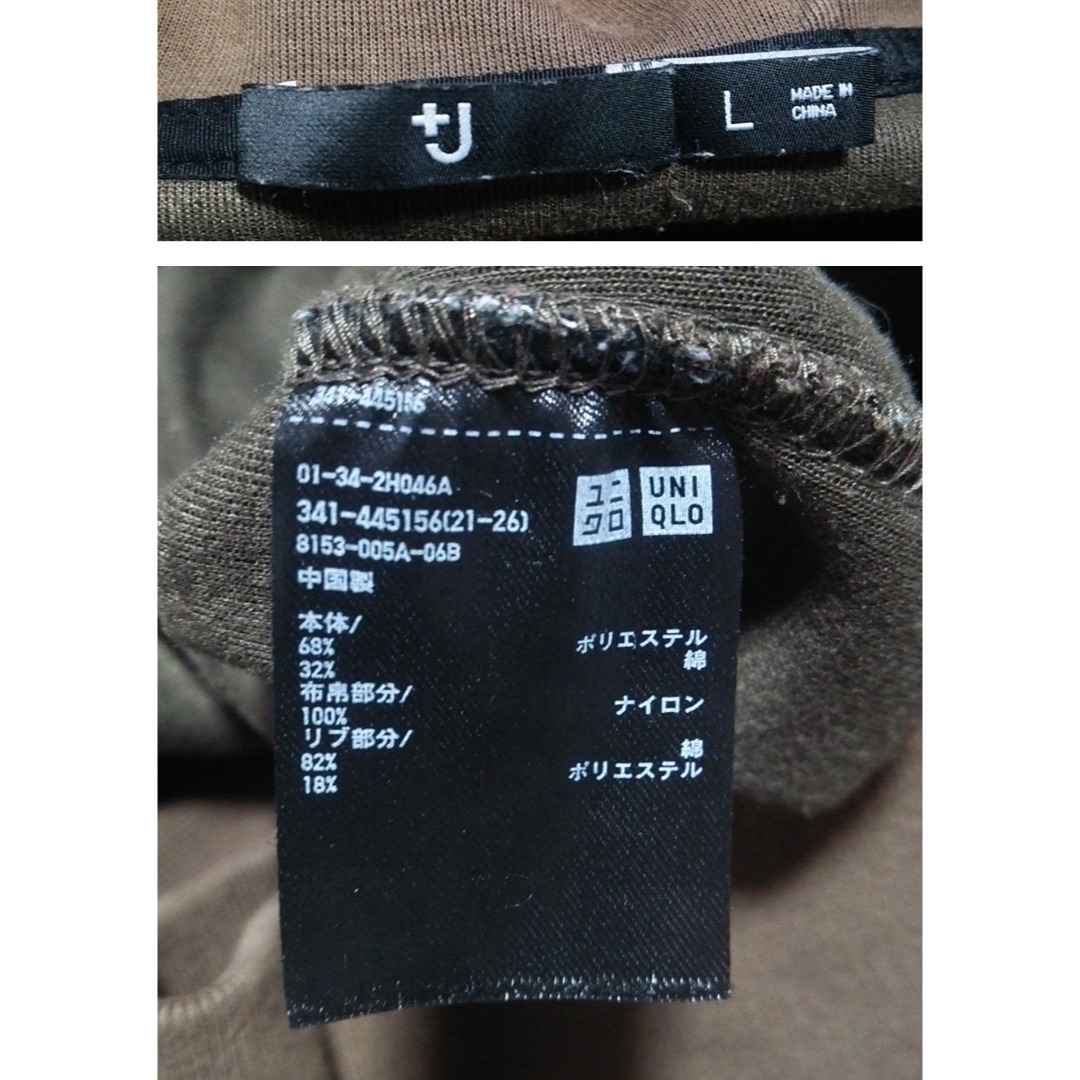 +J
L
MADE IN
CHINA
341-445156
01-34-2H046A
341-445156(21-26)
8153-005A-06B
中国製
ユニ
クロ
UNI
QLO
本体/
68% ポリエステル
32% 綿
布帛部分/
100% ナイロン
リブ部分/
82% 綿
18% ポリエステル